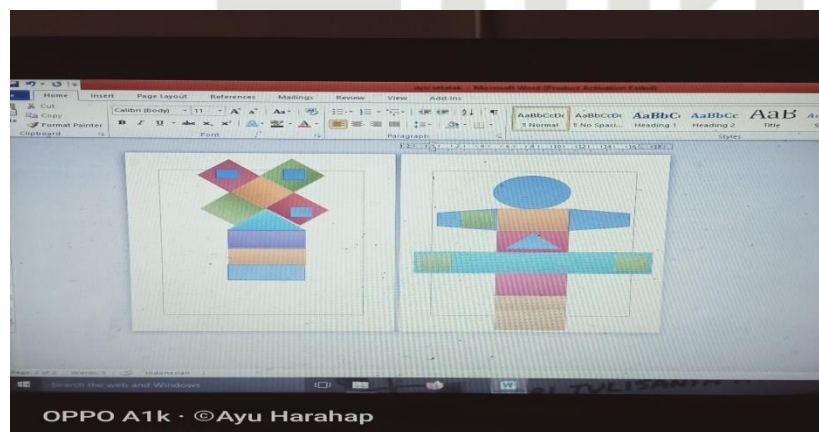 Microsoft Word (Product Activation Failed)
Home Insert Page Layout References Mailings Review View Add-Ins
Cut
Copy
Format Painter
Calibri (Body) 11
AaBbCcDc AaBbCcDc AaBbCc AaBbCc AaB
Normal No Spaci... Heading 1 Heading 2 Title
Clipboard Font Paragraph Styles
Indonesian
Search the web and Windows
OPPO A1k · ©Ayu Harahap